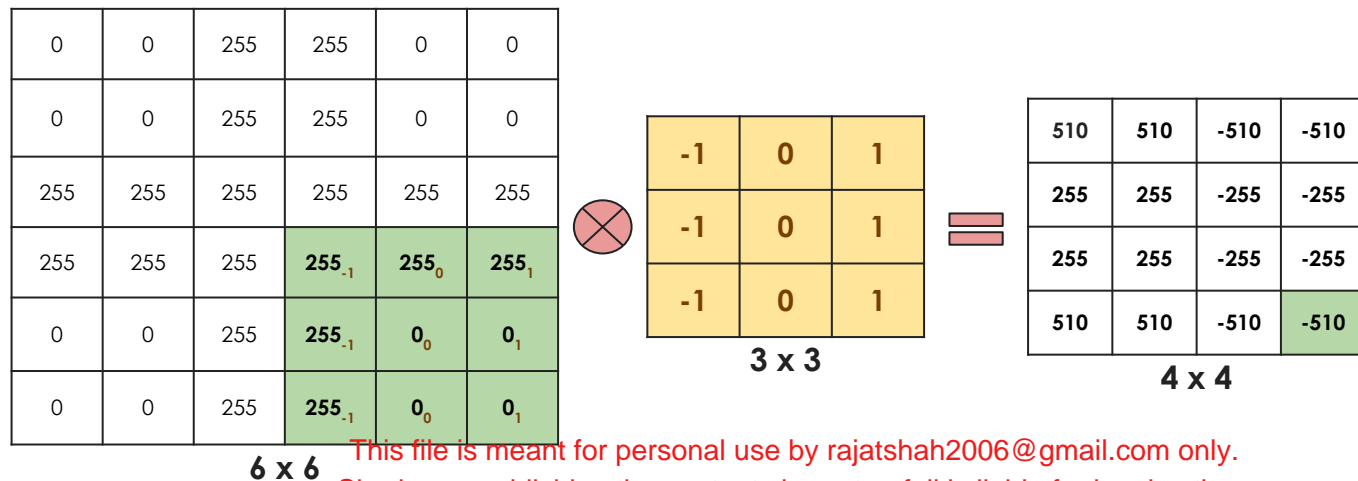 0 0 255 255 0 0
0 0 255 255 0 0
255 255 255 255 255 255
255 255 255 255-1 2550 2551
0 0 255 255-1 00 01
0 0 255 255-1 00 01
6 x 6
-1 0 1
-1 0 1
-1 0 1
3 x 3
510 510 -510 -510
255 255 -255 -255
255 255 -255 -255
510 510 -510 -510
4 x 4
This file is meant for personal use by rajatshah2006@gmail.com only.